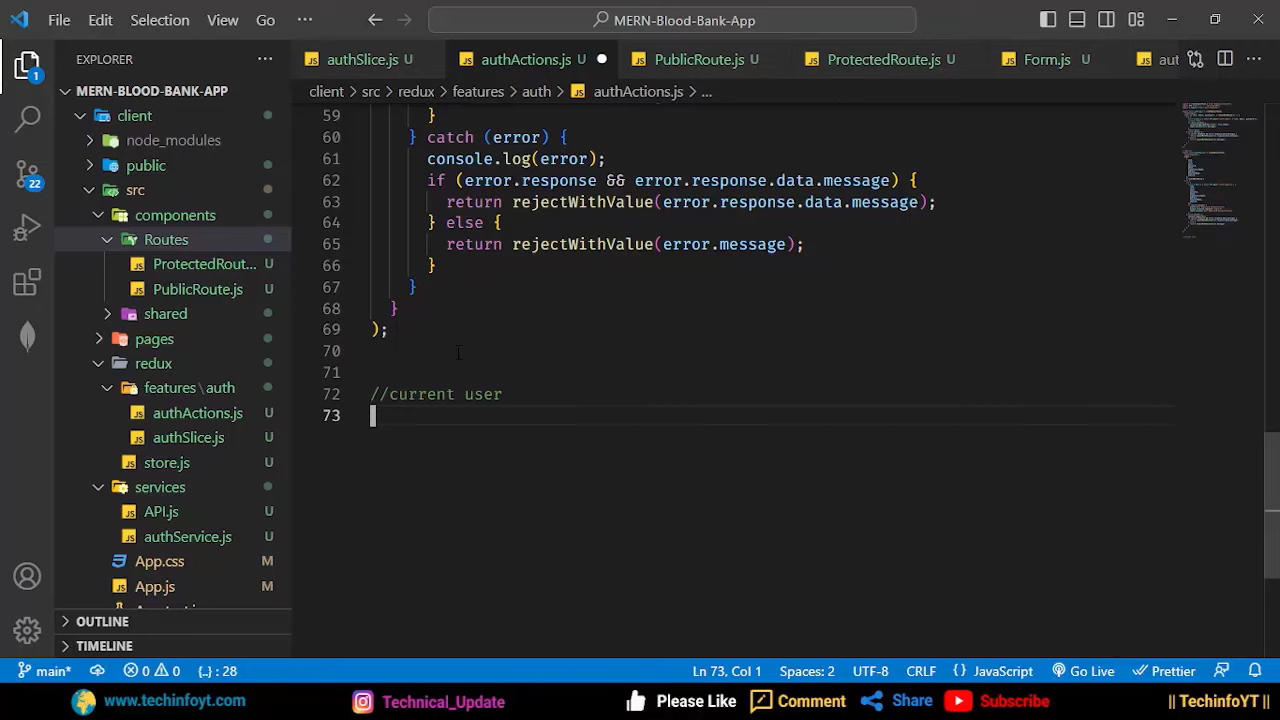 File Edit Selection View Go ··· MERN-Blood-Bank-App
EXPLORER ···
authSlice.js U authActions.js U PublicRoute.js U ProtectedRoute.js U Form.js U aut ···
1
MERN-BLOOD-BANK-APP
client > src > redux > features > auth > JS authActions.js > ...
client
node_modules
public
src
components
Routes
ProtectedRout... U
PublicRoute.js U
shared
pages
redux
features\auth
authActions.js U
authSlice.js U
store.js U
services
API.js U
authService.js U
App.css M
App.js M
OUTLINE
TIMELINE
22
59 }
60 } catch (error) {
61 console.log(error);
62 if (error.response && error.response.data.message) {
63 return rejectWithValue(error.response.data.message);
64 } else {
65 return rejectWithValue(error.message);
66 }
67 }
68 }
69 );
70
71
72 //current user
73
main* 0 0 {..} : 28 Ln 73, Col 1 Spaces: 2 UTF-8 CRLF {} JavaScript Go Live Prettier
www.techinfoyt.com Technical_Update Please Like Comment Share Subscribe || TechinfoYT ||